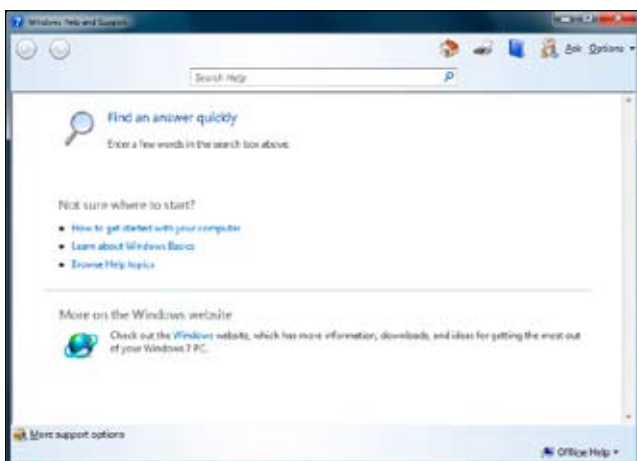 Windows Help and Support
Ask Options
Search Help
Find an answer quickly
Enter a few words in the search box above.
Not sure where to start?
How to get started with your computer
Learn about Windows Basics
Browse Help topics
More on the Windows website
Check out the Windows website, which has more information, downloads, and ideas for getting the most out
of your Windows 7 PC.
More support options
Offline Help